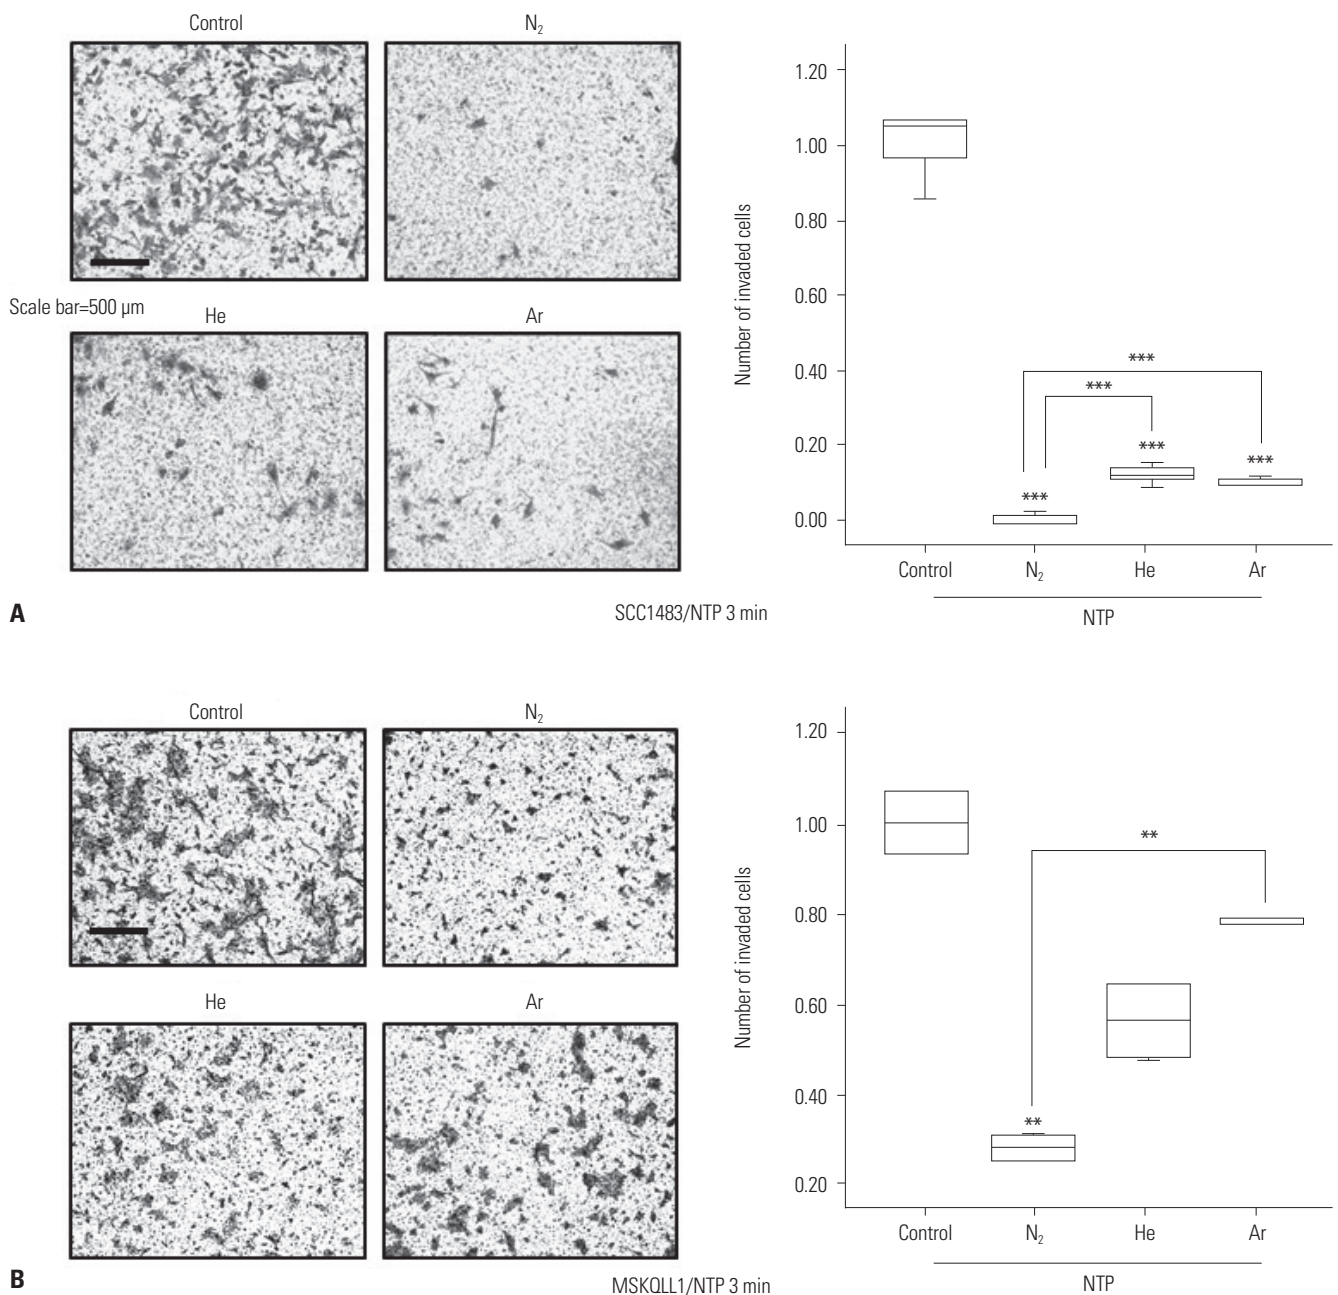 Control
N2
Scale bar=500 µm
He
Ar
Number of invaded cells
1.20
1.00
0.80
0.60
0.40
0.20
0.00
***
***
***
***
***
Control
N2
He
Ar
NTP
A
SCC1483/NTP 3 min
Control
N2
He
Ar
Number of invaded cells
1.20
1.00
0.80
0.60
0.40
0.20
**
**
Control
N2
He
Ar
NTP
B
MSKQLL1/NTP 3 min